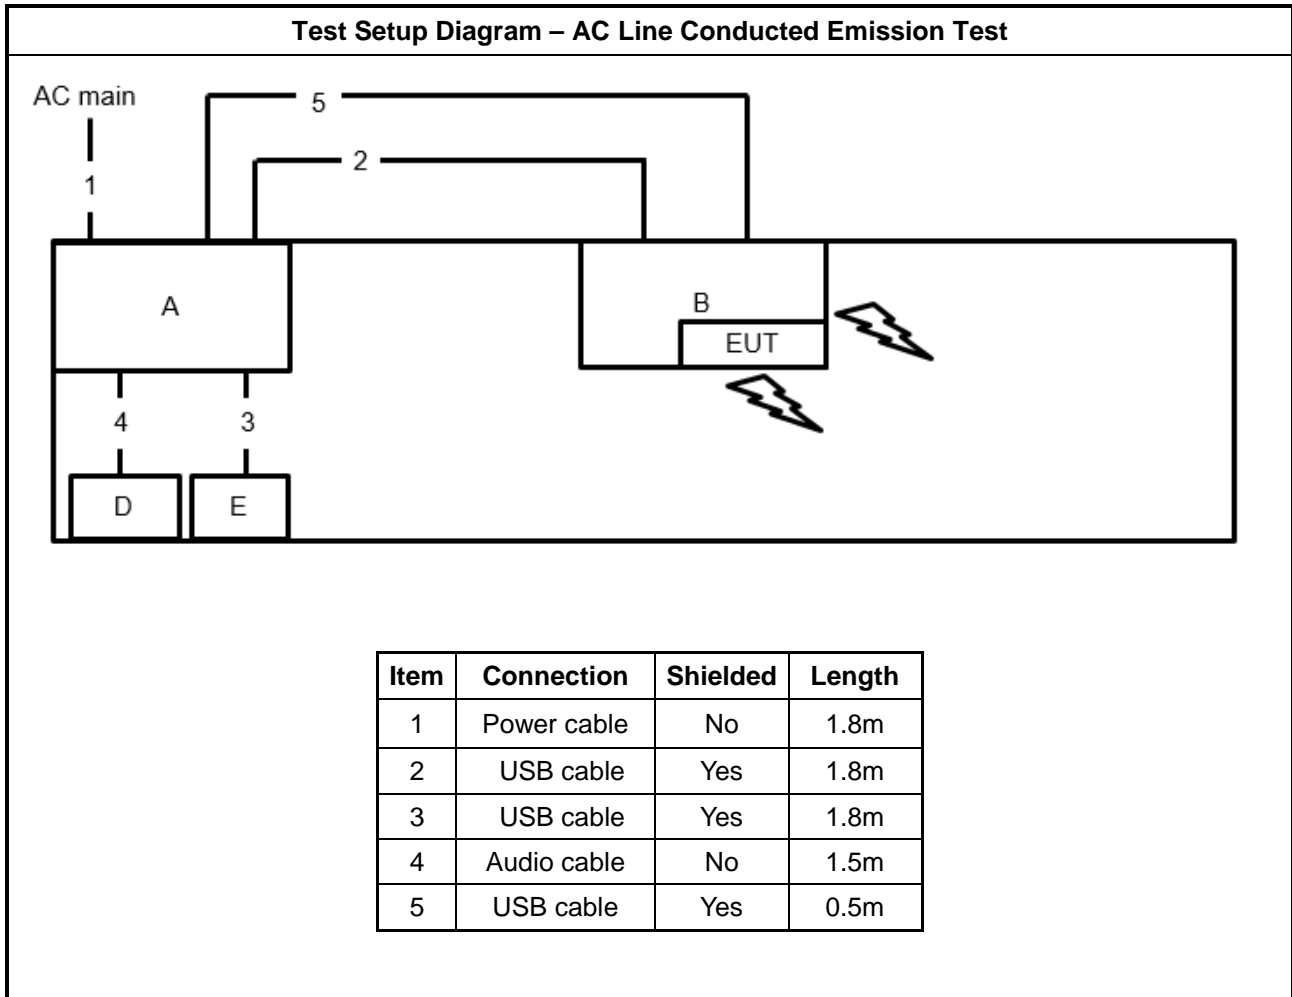 Test Setup Diagram – AC Line Conducted Emission Test
AC main
5
2
1
A
B
EUT
4
3
D
E
Item Connection Shielded Length
1 Power cable No 1.8m
2 USB cable Yes 1.8m
3 USB cable Yes 1.8m
4 Audio cable No 1.5m
5 USB cable Yes 0.5m